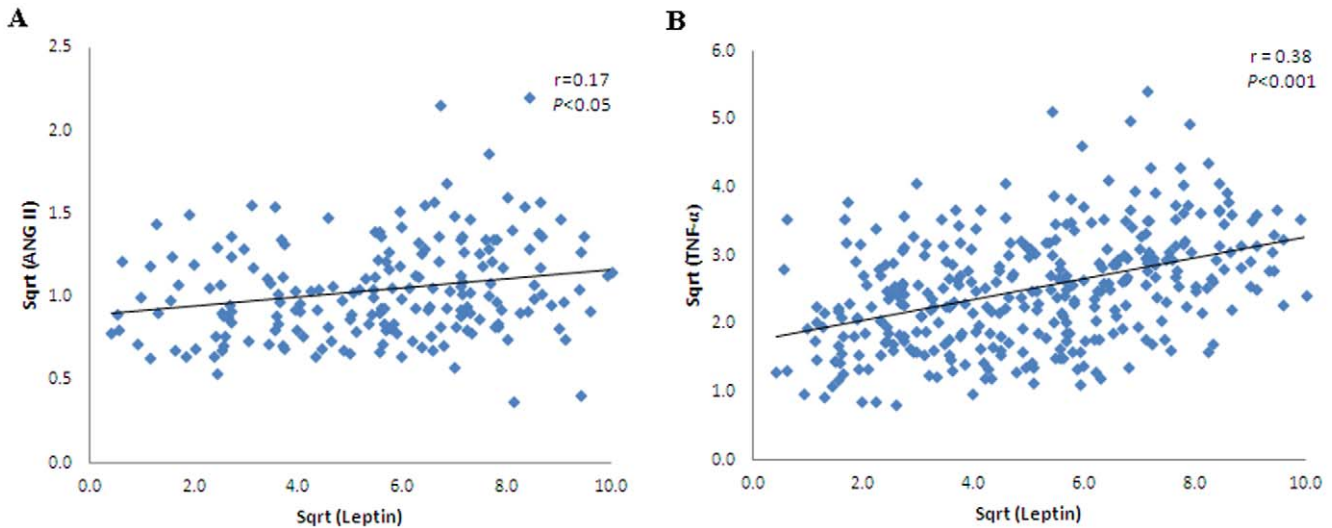 A
2.5
2.0
1.5
1.0
0.5
0.0
Sqrt (ANG II)
r=0.17
P<0.05
0.0 2.0 4.0 6.0 8.0 10.0
Sqrt (Leptin)
B
6.0
5.0
4.0
3.0
2.0
1.0
0.0
Sqrt (TNF-α)
r = 0.38
P<0.001
0.0 2.0 4.0 6.0 8.0 10.0
Sqrt (Leptin)